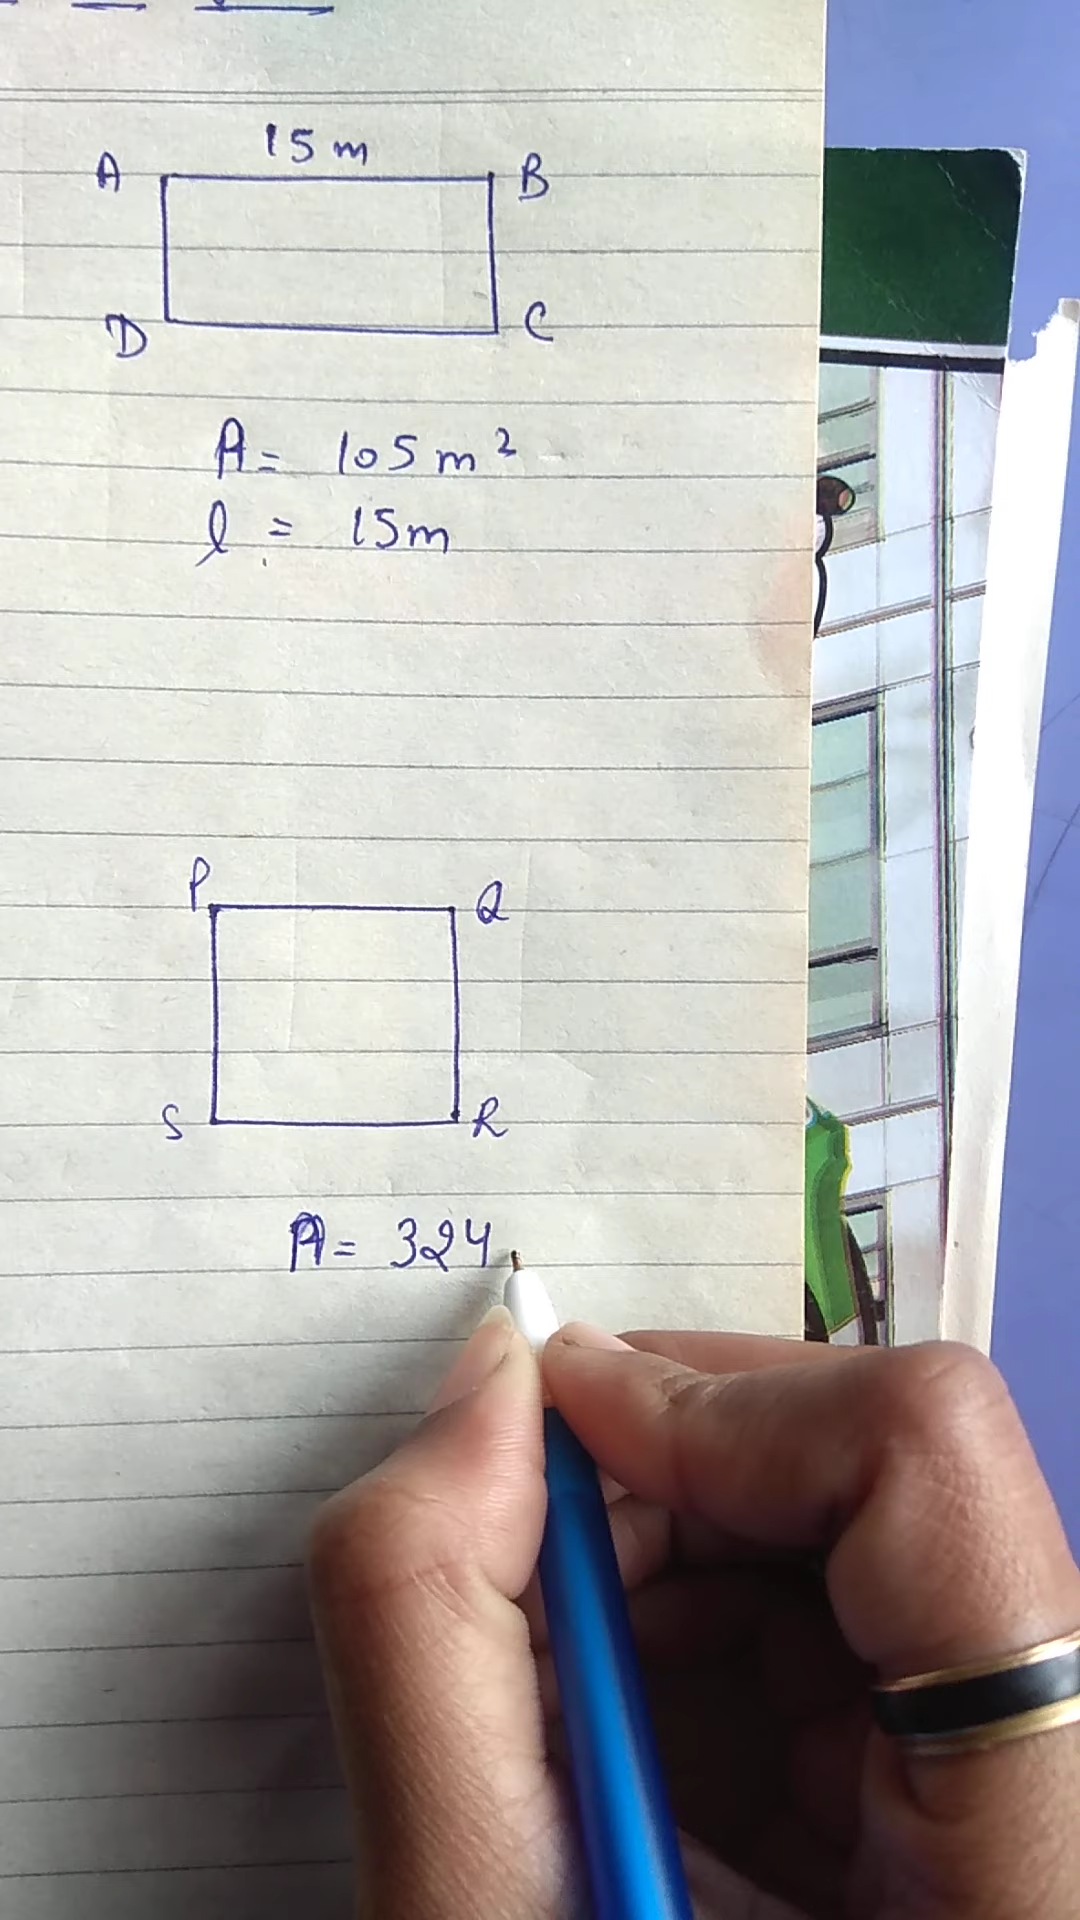 15 m
A B
D C
A = 105 m²
l = 15m
P Q
S R
A = 324